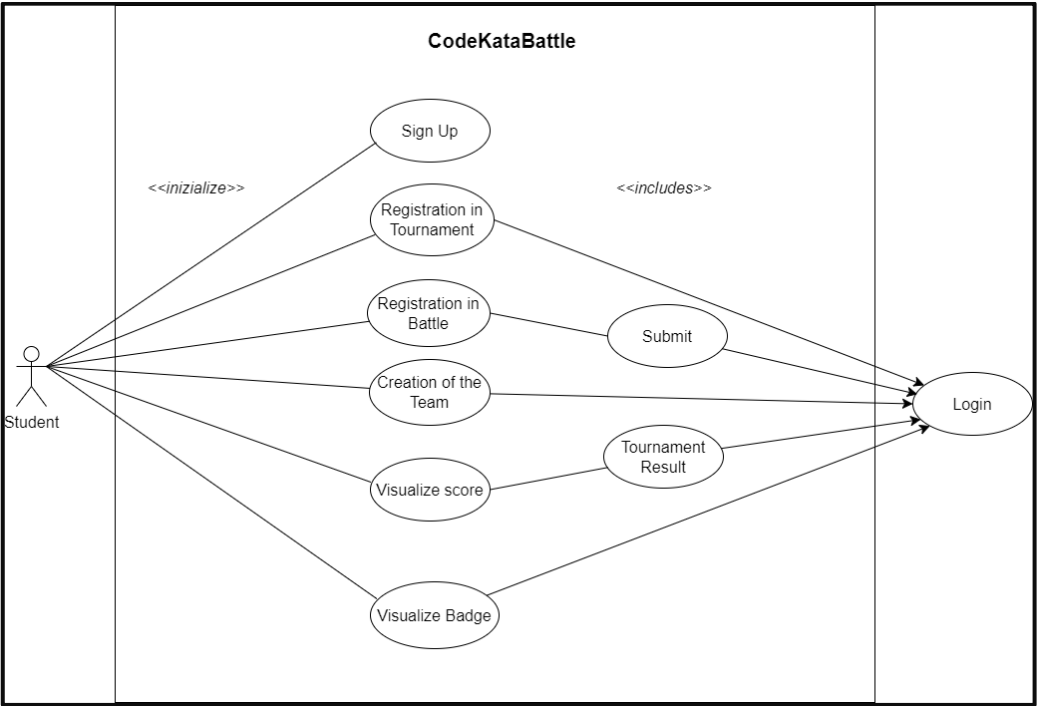 CodeKataBattle
Sign Up
<<inizialize>>
<<includes>>
Registration in
Tournament
Registration in
Battle
Submit
Creation of the
Team
Login
Student
Tournament
Result
Visualize score
Visualize Badge